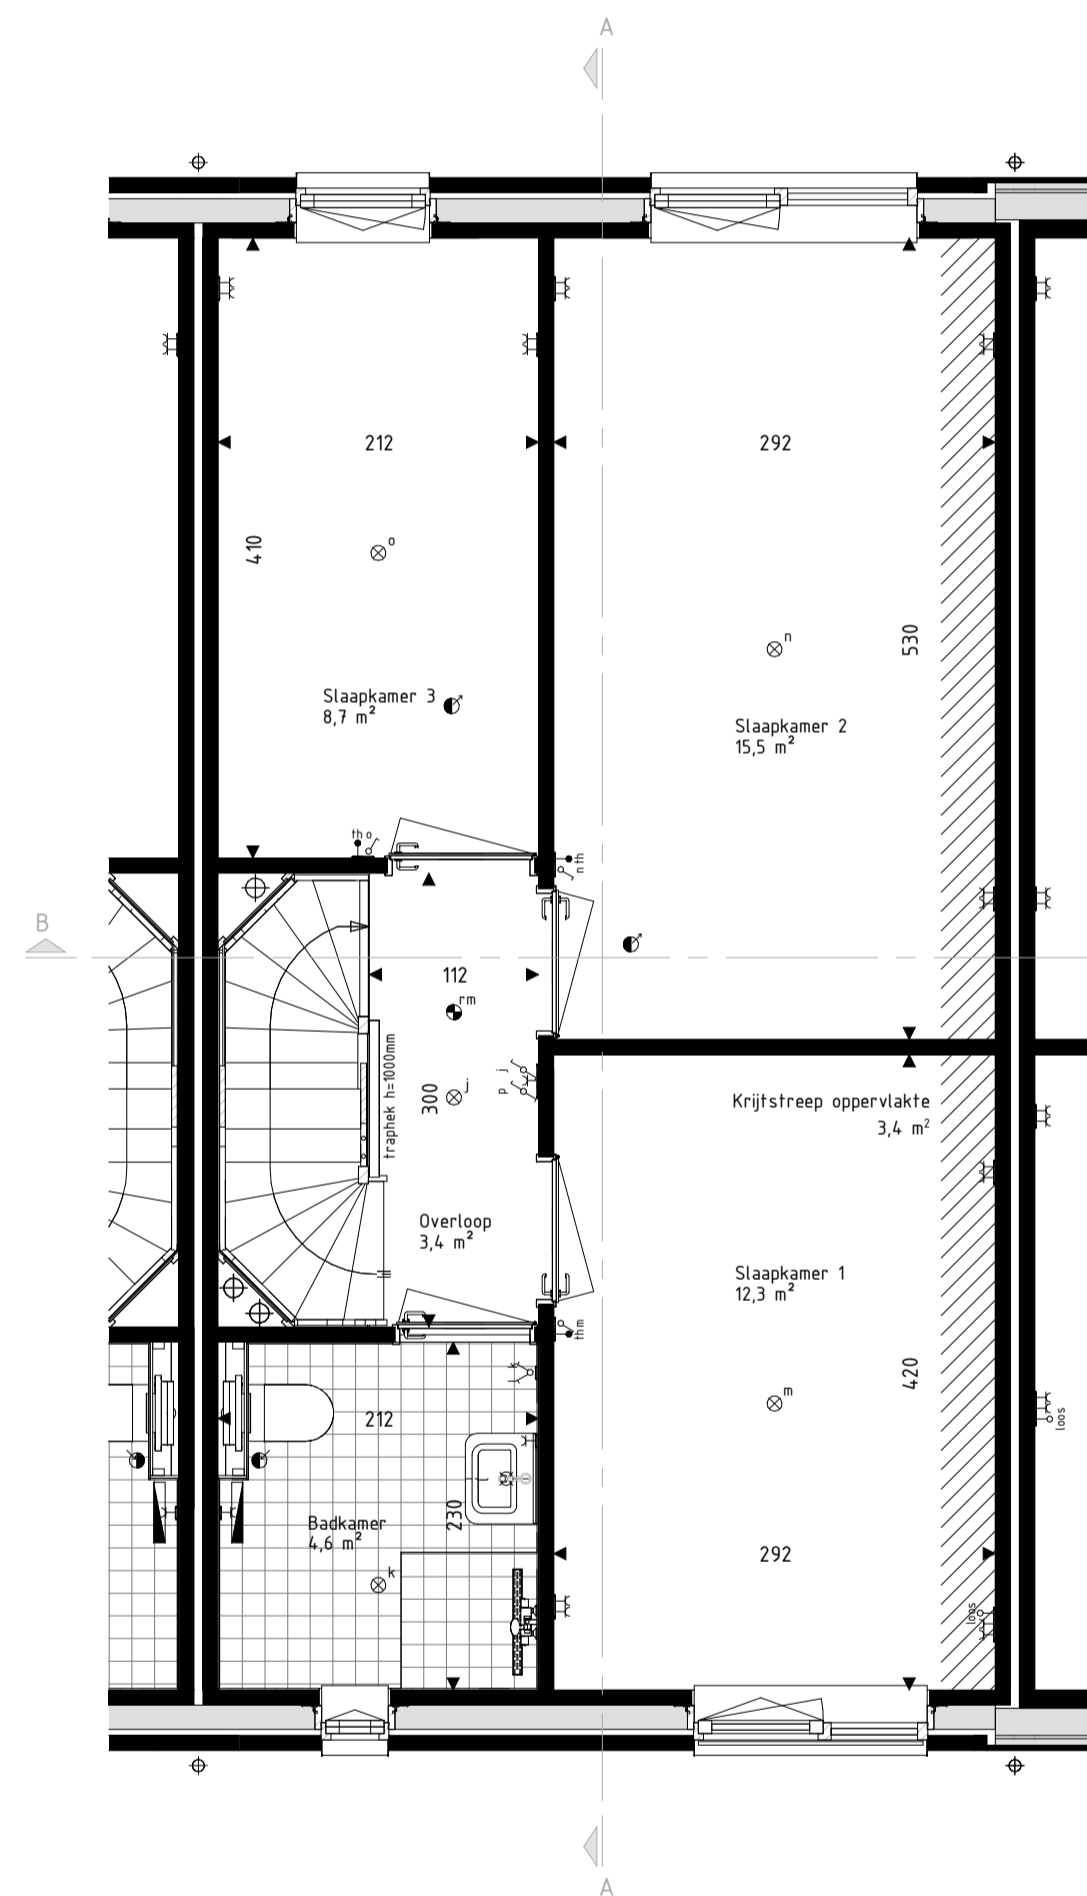 A
212
292
410
o
n
530
Slaapkamer 3
8,7 m²
Slaapkamer 2
15,5 m²
th o
n th
B
112
rm
traphek h=1000mm
300
j
p j
Krijtstreep oppervlakte
3,4 m²
Overloop
3,4 m²
Slaapkamer 1
12,3 m²
thm
k
420
m
212
loos
230
Badkamer
4,6 m²
292
k
loos
A